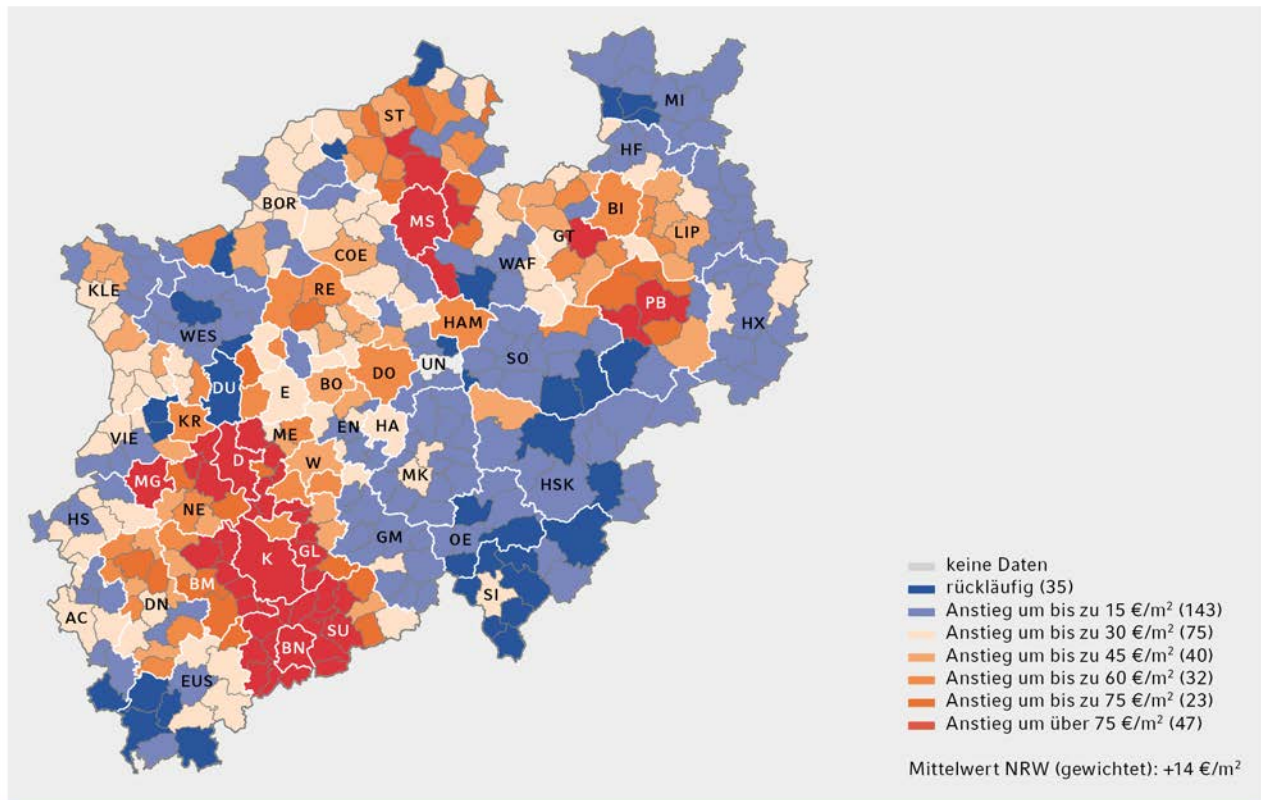 MI
ST
HF
BOR
MS
BI
GT
LIP
COE
WAF
KLE
RE
PB
WES
HAM
HX
SO
UN
DU
DO
E
BO
KR
EN
HA
VIE
ME
D
W
MK
MG
HSK
NE
HS
GM
OE
K
GL
BM
SI
DN
AC
SU
BN
EUS
keine Daten
rückläufig (35)
Anstieg um bis zu 15 €/m² (143)
Anstieg um bis zu 30 €/m² (75)
Anstieg um bis zu 45 €/m² (40)
Anstieg um bis zu 60 €/m² (32)
Anstieg um bis zu 75 €/m² (23)
Anstieg um über 75 €/m² (47)
Mittelwert NRW (gewichtet): +14 €/m²